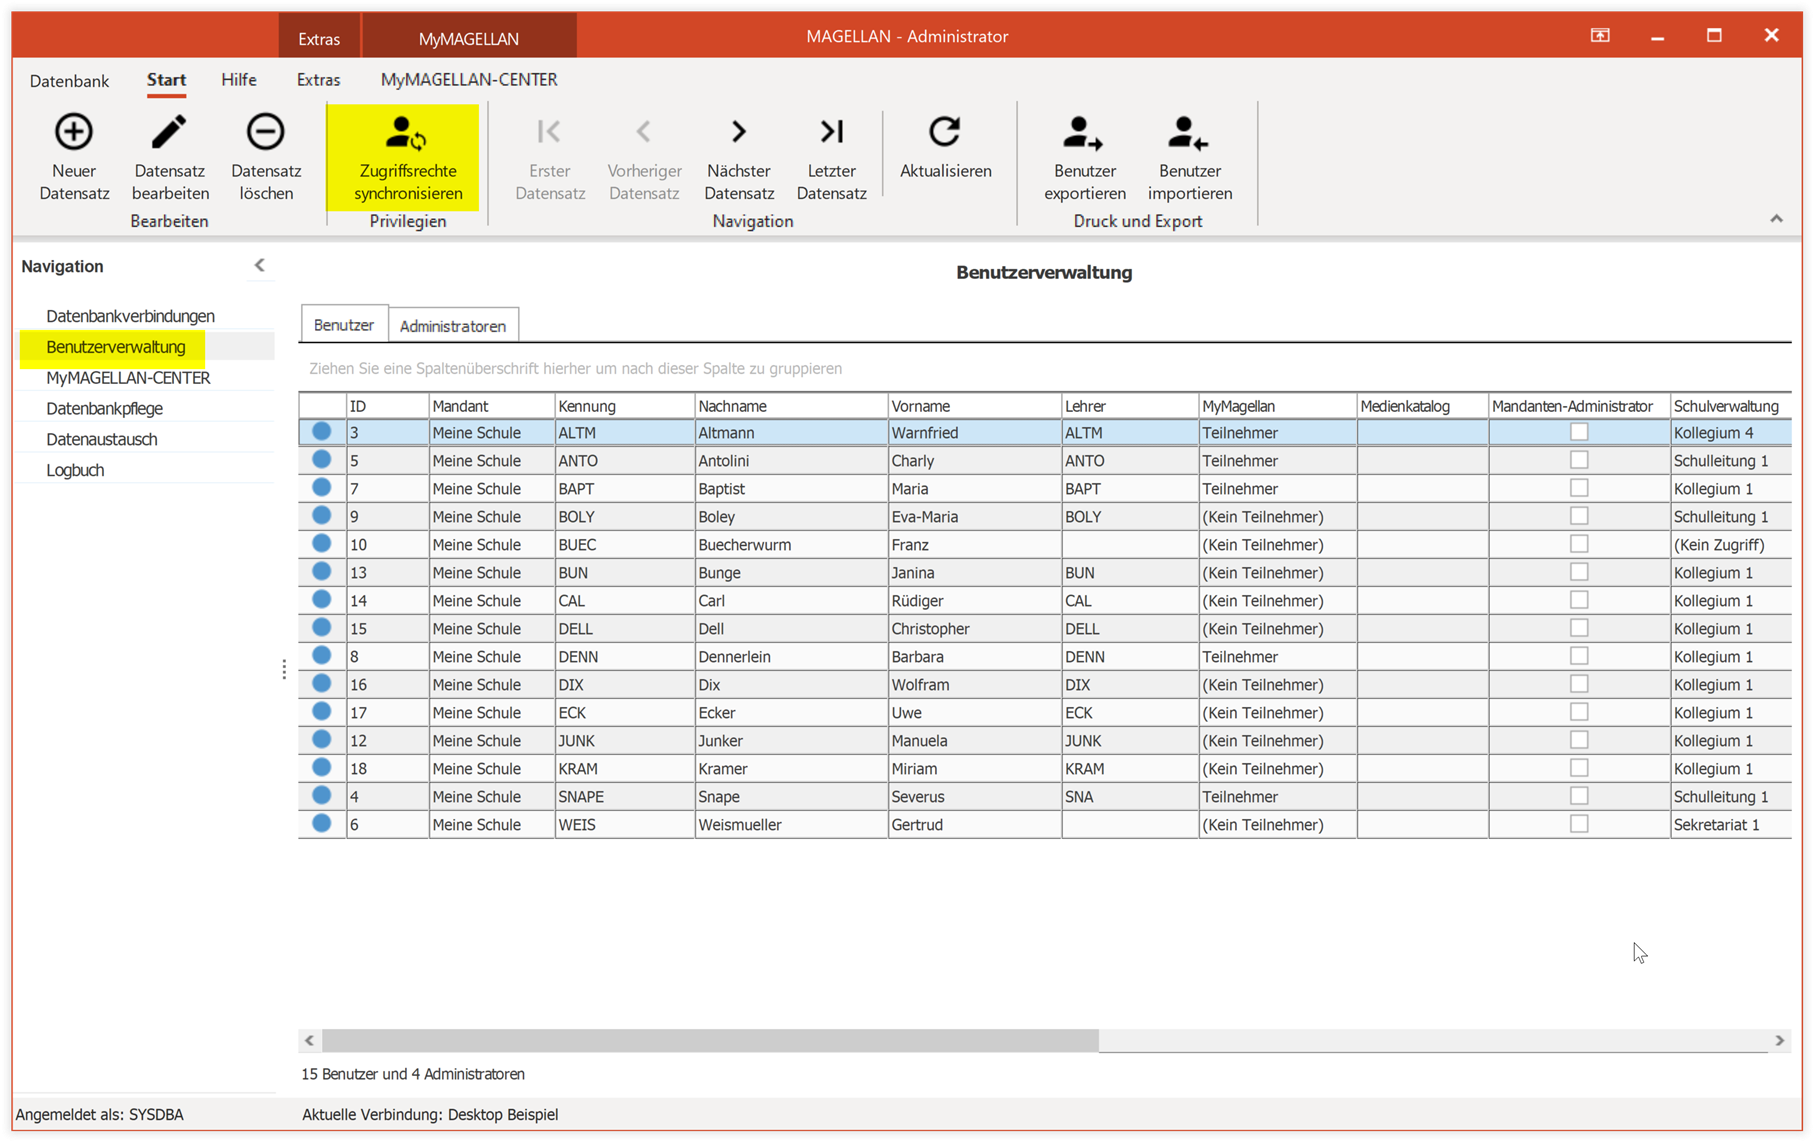 Extras MyMAGELLAN MAGELLAN - Administrator
Datenbank Start Hilfe Extras MyMAGELLAN-CENTER
Neuer Datensatz Datensatz Zugriffsrechte Erster Vorheriger Nächster Letzter Aktualisieren Benutzer Benutzer
Datensatz bearbeiten löschen synchronisieren Datensatz Datensatz Datensatz Datensatz exportieren importieren
Bearbeiten Privilegien Navigation Druck und Export
Navigation
Datenbankverbindungen
Benutzerverwaltung
MyMAGELLAN-CENTER
Datenbankpflege
Datenaustausch
Logbuch
Benutzerverwaltung
Benutzer Administratoren
Ziehen Sie eine Spaltenüberschrift hierher um nach dieser Spalte zu gruppieren
ID Mandant Kennung Nachname Vorname Lehrer MyMagellan Medienkatalog Mandanten-Administrator Schulverwaltung
3 Meine Schule ALTM Altmann Warnfried ALTM Teilnehmer Kollegium 4
5 Meine Schule ANTO Antolini Charly ANTO Teilnehmer Schulleitung 1
7 Meine Schule BAPT Baptist Maria BAPT Teilnehmer Kollegium 1
9 Meine Schule BOLY Boley Eva-Maria BOLY (Kein Teilnehmer) Schulleitung 1
10 Meine Schule BUEC Buecherwurm Franz (Kein Teilnehmer) (Kein Zugriff)
13 Meine Schule BUN Bunge Janina BUN (Kein Teilnehmer) Kollegium 1
14 Meine Schule CAL Carl Rüdiger CAL (Kein Teilnehmer) Kollegium 1
15 Meine Schule DELL Dell Christopher DELL (Kein Teilnehmer) Kollegium 1
8 Meine Schule DENN Dennerlein Barbara DENN Teilnehmer Kollegium 1
16 Meine Schule DIX Dix Wolfram DIX (Kein Teilnehmer) Kollegium 1
17 Meine Schule ECK Ecker Uwe ECK (Kein Teilnehmer) Kollegium 1
12 Meine Schule JUNK Junker Manuela JUNK (Kein Teilnehmer) Kollegium 1
18 Meine Schule KRAM Kramer Miriam KRAM (Kein Teilnehmer) Kollegium 1
4 Meine Schule SNAPE Snape Severus SNA Teilnehmer Schulleitung 1
6 Meine Schule WEIS Weismueller Gertrud (Kein Teilnehmer) Sekretariat 1
15 Benutzer und 4 Administratoren
Angemeldet als: SYSDBA Aktuelle Verbindung: Desktop Beispiel